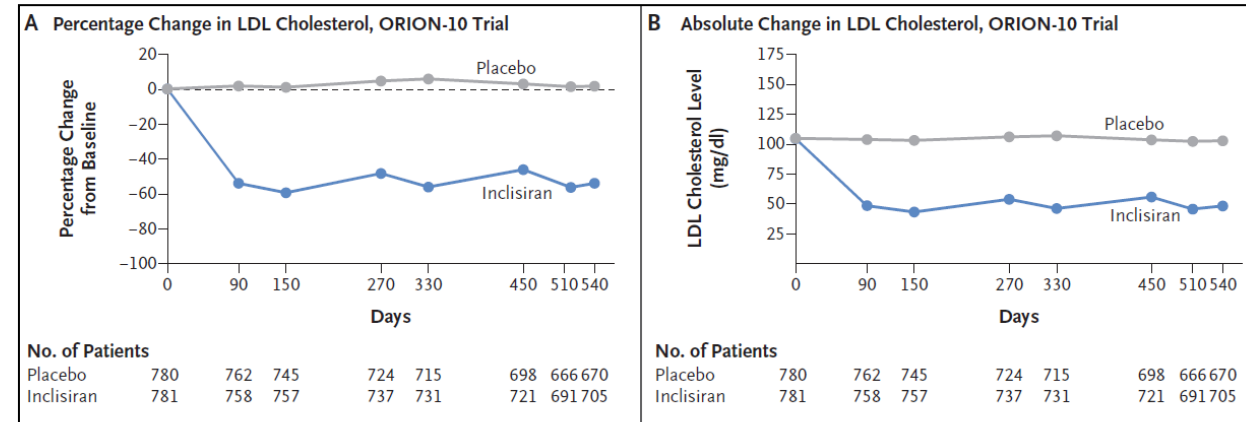 A Percentage Change in LDL Cholesterol, ORION-10 Trial
Percentage Change
from Baseline
20
0
−20
−40
−60
−80
−100
Placebo
Inclisiran
0 90 150 270 330 450 510 540
Days
No. of Patients
Placebo 780 762 745 724 715 698 666 670
Inclisiran 781 758 757 737 731 721 691 705
B Absolute Change in LDL Cholesterol, ORION-10 Trial
LDL Cholesterol Level
(mg/dl)
175
150
125
100
75
50
25
Placebo
Inclisiran
0 90 150 270 330 450 510 540
Days
No. of Patients
Placebo 780 762 745 724 715 698 666 670
Inclisiran 781 758 757 737 731 721 691 705